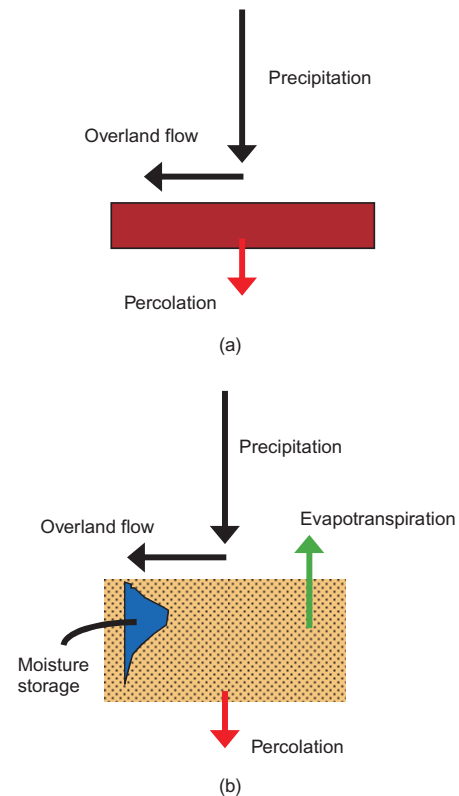 Precipitation
Overland flow
Percolation
(a)
Precipitation
Overland flow
Evapotranspiration
Moisture
storage
Percolation
(b)